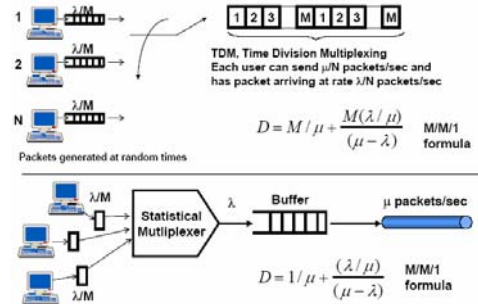 λ/M
1
1 2 3 M 1 2 3 M
λ/M
2
TDM, Time Division Multiplexing
Each user can send μ/N packets/sec and
has packet arriving at rate λ/N packets/sec
λ/M
N
D = M / μ + M(λ / μ) / (μ − λ)
M/M/1
formula
Packets generated at random times
λ/M
Statistical
Mutliplexer
λ
Buffer
μ packets/sec
λ/M
D = 1 / μ + (λ / μ) / (μ − λ)
M/M/1
formula